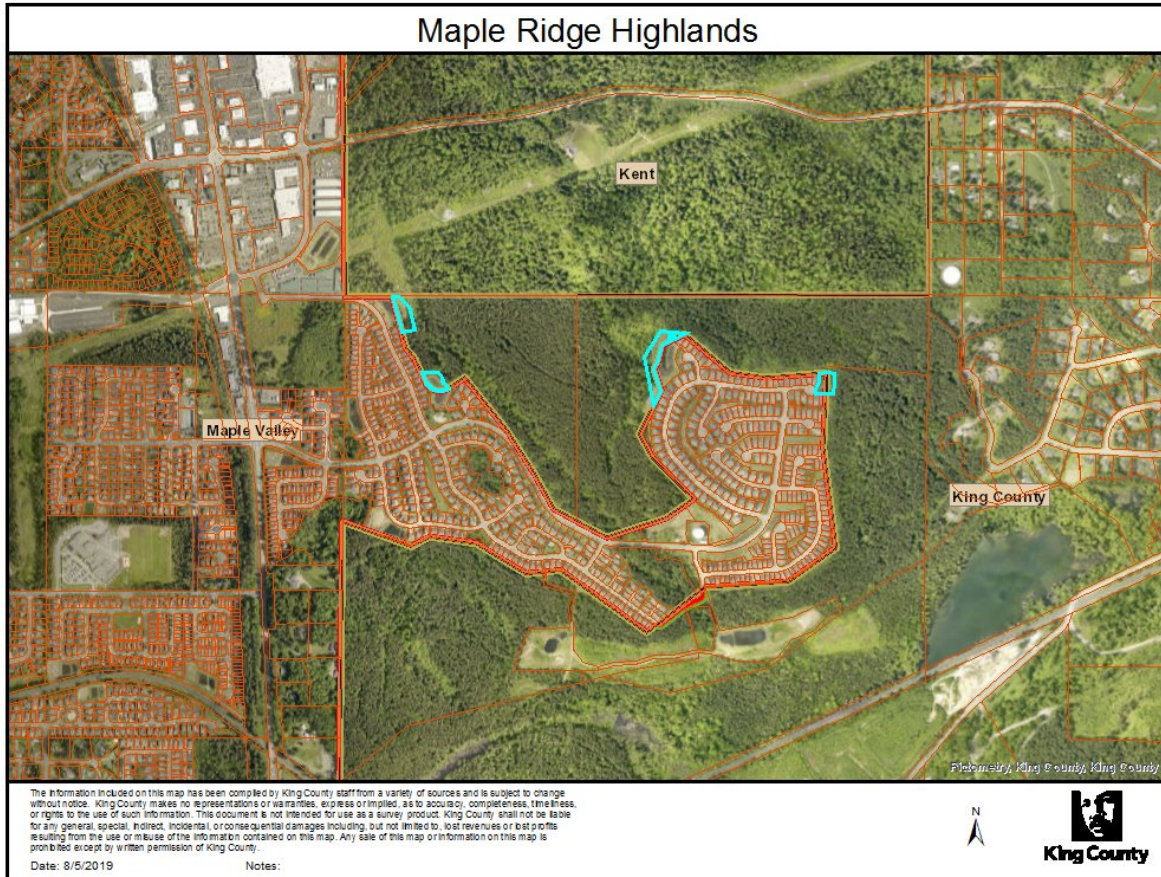 Maple Ridge Highlands
Kent
Maple Valley
King County
Pictometry, King County, King County
The information included on this map has been compiled by King County staff from a variety of sources and is subject to change
without notice. King County makes no representations or warranties, express or implied, as to accuracy, completeness, timeliness,
or rights to the use of such information. This document is not intended for use as a survey product. King County shall not be liable
for any general, special, indirect, incidental, or consequential damages including, but not limited to, lost revenues or lost profits
resulting from the use or misuse of the information contained on this map. Any sale of this map or information on this map is
prohibited except by written permission of King County.
Date: 8/5/2019 Notes:
N
King County